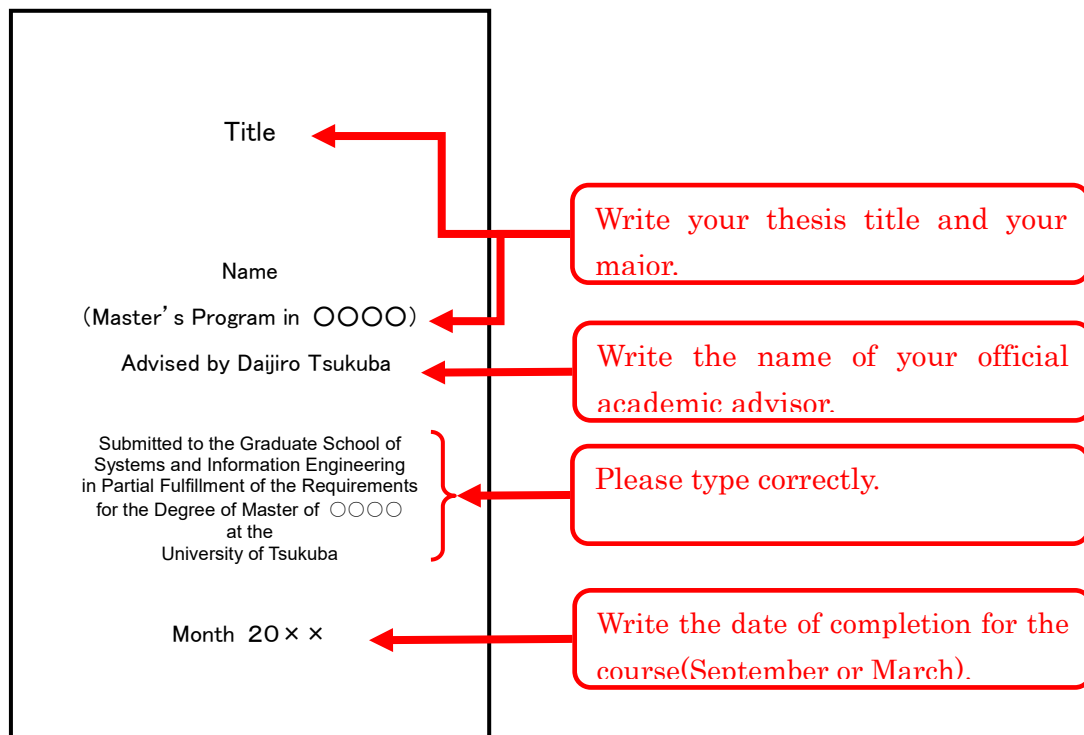 Title
Write your thesis title and your
major.
Name
(Master's Program in ○○○○)
Advised by Daijiro Tsukuba
Write the name of your official
academic advisor.
Submitted to the Graduate School of
Systems and Information Engineering
in Partial Fulfillment of the Requirements
for the Degree of Master of ○○○○
at the
University of Tsukuba
Please type correctly.
Month 20××
Write the date of completion for the
course(September or March).